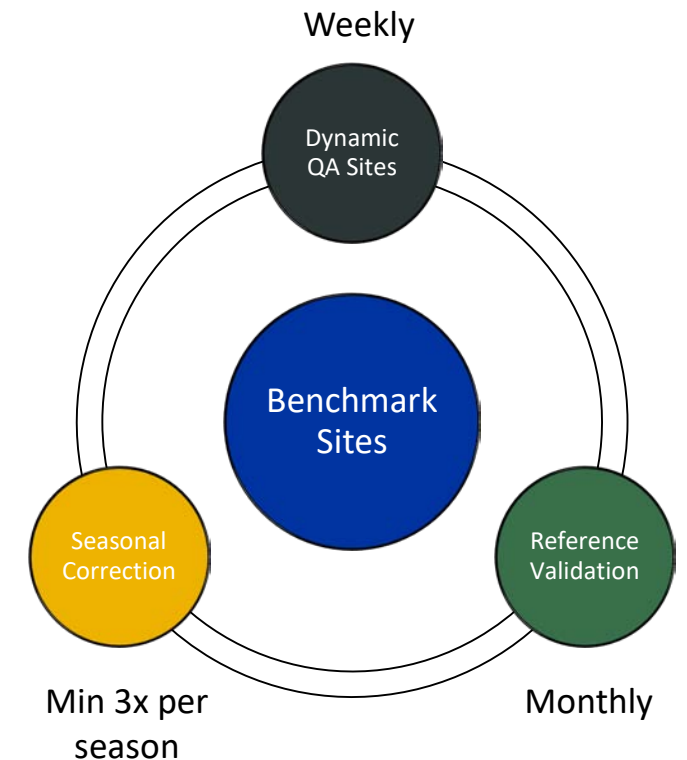 Weekly
Dynamic
QA Sites
Benchmark
Sites
Seasonal
Correction
Reference
Validation
Min 3x per
season
Monthly